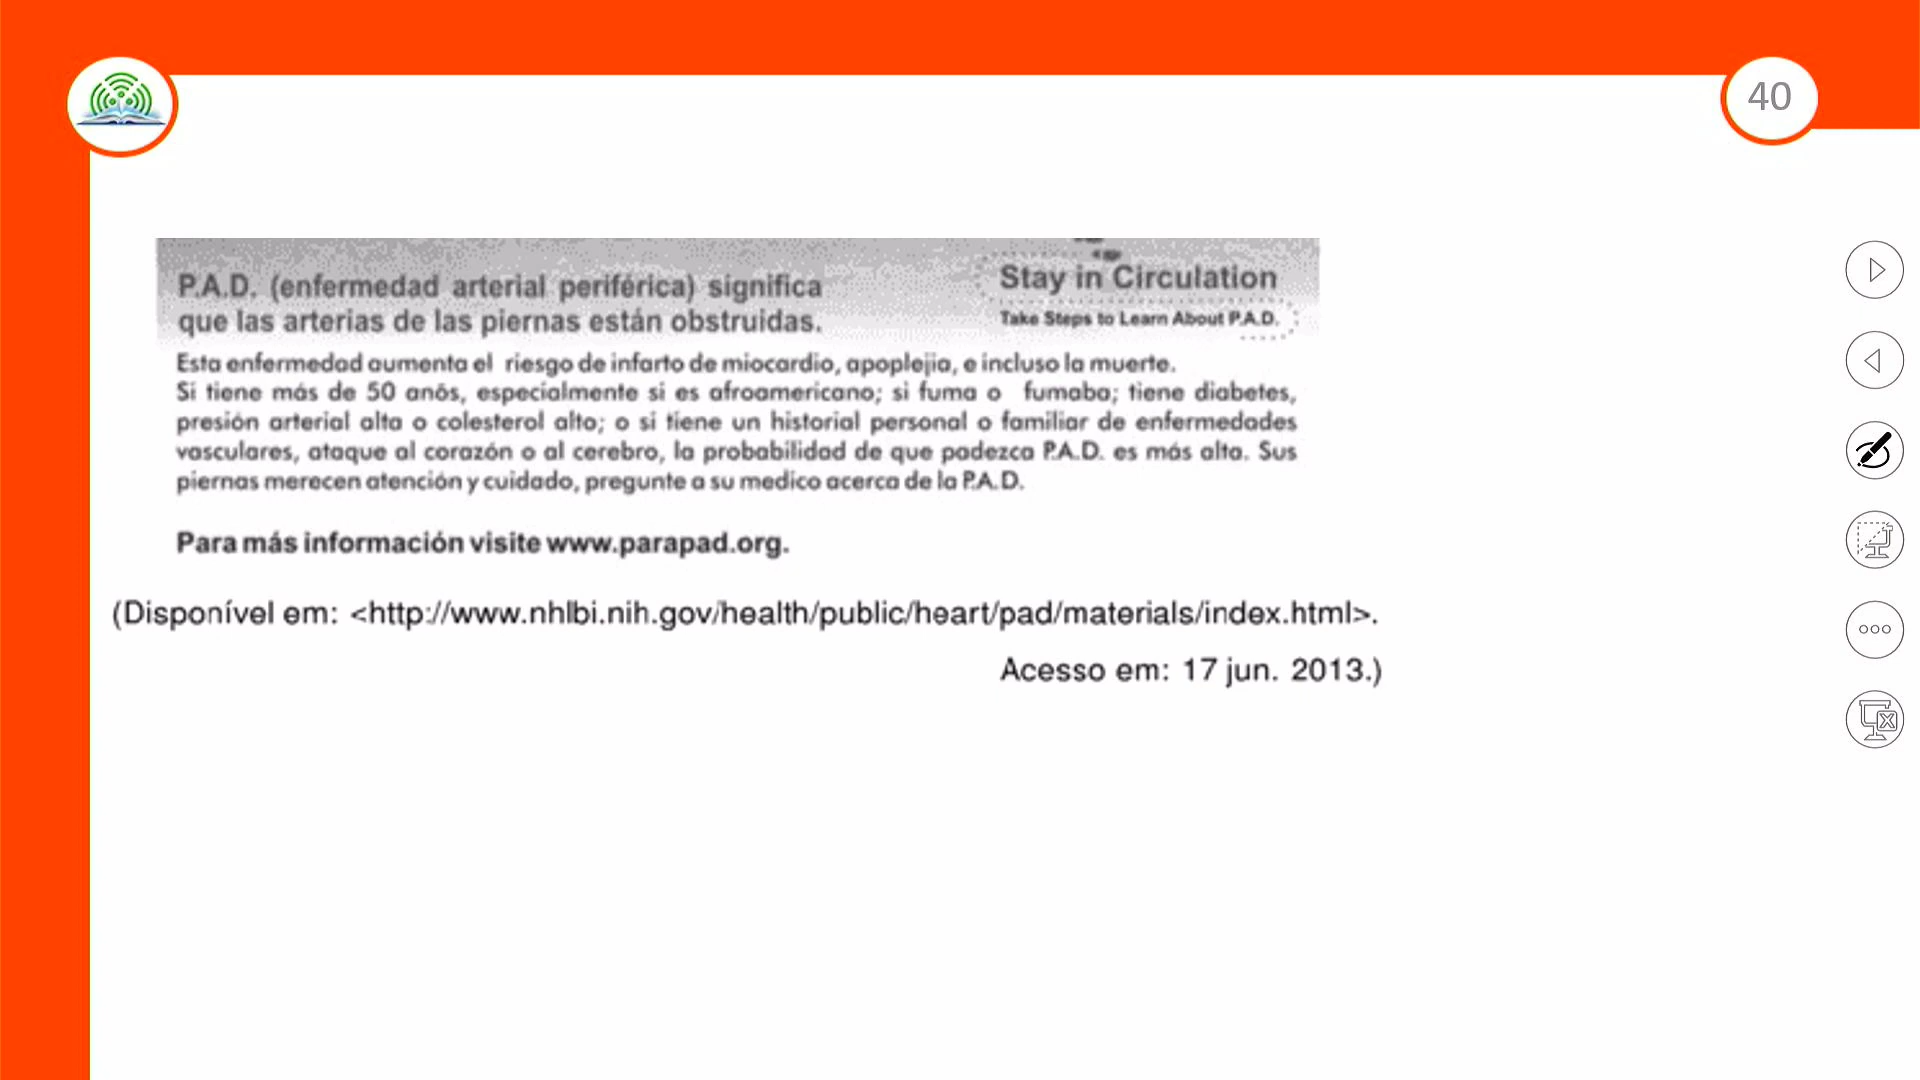 40
P.A.D. (enfermedad arterial periférica) significa
que las arterias de las piernas están obstruidas.
Stay in Circulation
Take Steps to Learn About P.A.D.
Esta enfermedad aumenta el riesgo de infarto de miocardio, apoplejia, e incluso la muerte.
Si tiene más de 50 anõs, especialmente si es afroamericano; si fuma o fumaba; tiene diabetes,
presión arterial alta o colesterol alto; o si tiene un historial personal o familiar de enfermedades
vasculares, ataque al corazón o al cerebro, la probabilidad de que padezca P.A.D. es más alta. Sus
piernas merecen atención y cuidado, pregunte a su medico acerca de la P.A.D.
Para más información visite www.parapad.org.
(Disponível em: <http://www.nhlbi.nih.gov/health/public/heart/pad/materials/index.html>.
Acesso em: 17 jun. 2013.)